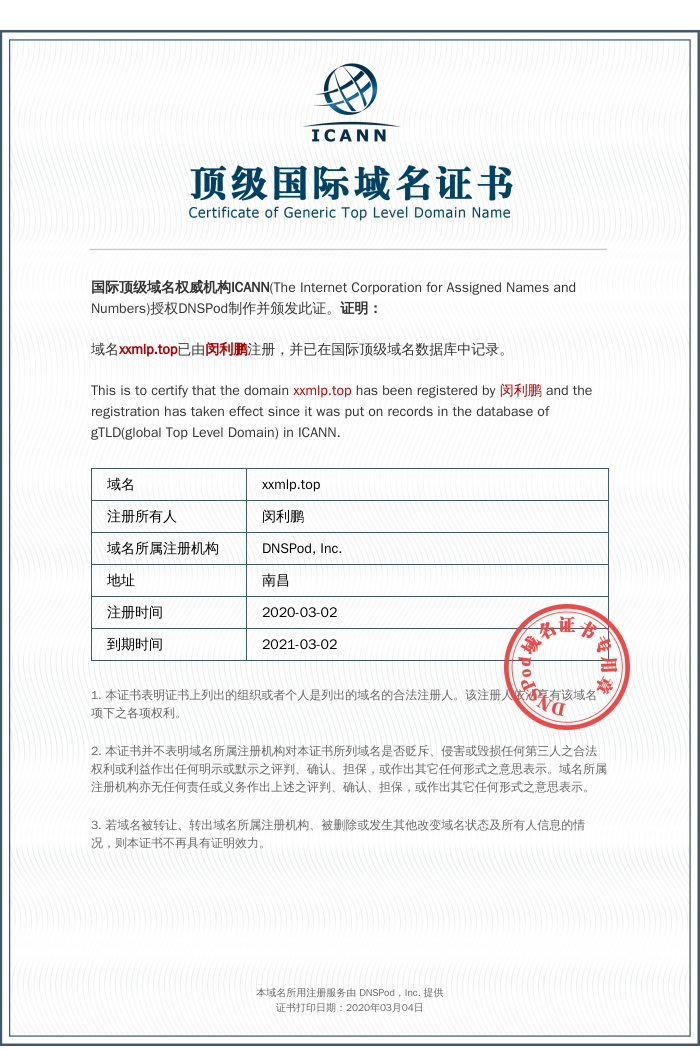 ICANN
顶级国际域名证书
Certificate of Generic Top Level Domain Name
国际顶级域名权威机构ICANN(The Internet Corporation for Assigned Names and
Numbers)授权DNSPod制作并颁发此证。证明：
域名xxmlp.top已由闵利鹏注册，并已在国际顶级域名数据库中记录。
This is to certify that the domain xxmlp.top has been registered by 闵利鹏 and the
registration has taken effect since it was put on records in the database of
gTLD(global Top Level Domain) in ICANN.
域名 xxmlp.top
注册所有人 闵利鹏
域名所属注册机构 DNSPod, Inc.
地址 南昌
注册时间 2020-03-02
到期时间 2021-03-02
DNSPod域名证书专用章
1. 本证书表明证书上列出的组织或者个人是列出的域名的合法注册人。该注册人依法享有该域名
项下之各项权利。
2. 本证书并不表明域名所属注册机构对本证书所列域名是否贬斥、侵害或毁损任何第三人之合法
权利或利益作出任何明示或默示之评判、确认、担保，或作出其它任何形式之意思表示。域名所属
注册机构亦无任何责任或义务作出上述之评判、确认、担保，或作出其它任何形式之意思表示。
3. 若域名被转让、转出域名所属注册机构、被删除或发生其他改变域名状态及所有人信息的情
况，则本证书不再具有证明效力。
本域名所用注册服务由 DNSPod，Inc. 提供
证书打印日期：2020年03月04日